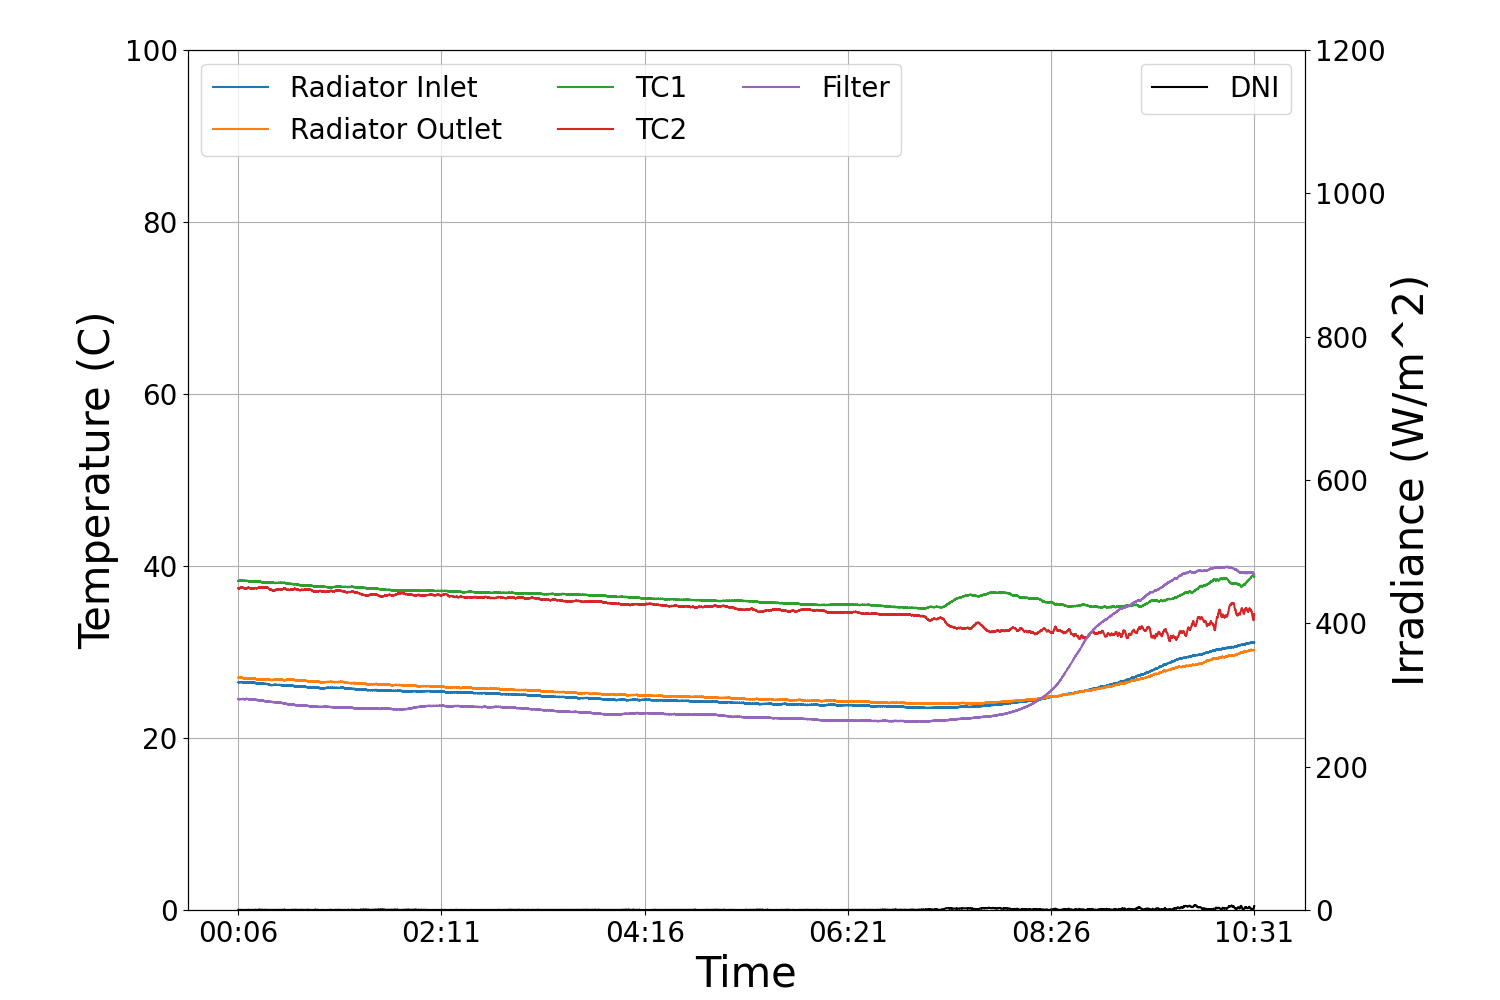 Radiator Inlet
Radiator Outlet
TC1
TC2
Filter
DNI
100
80
60
40
20
0
Temperature (C)
1200
1000
800
600
400
200
0
Irradiance (W/m^2)
00:06 02:11 04:16 06:21 08:26 10:31
Time